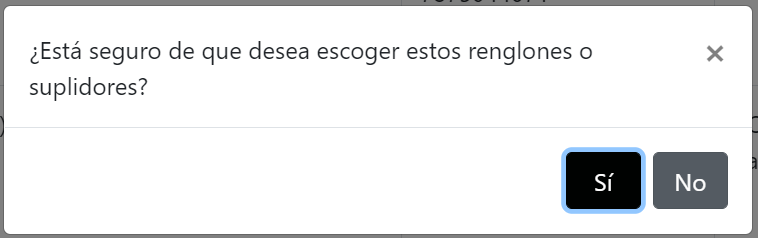 ¿Está seguro de que desea escoger estos renglones o
suplidores?
×
Sí
No